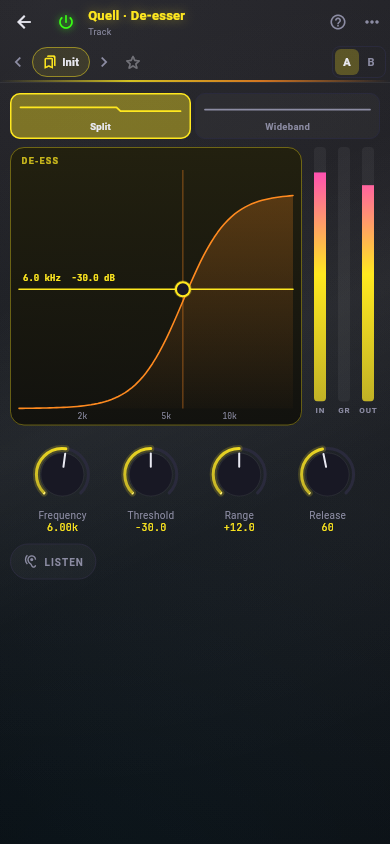 Quell · De-esser
Track
Init
A B
Split
Wideband
DE-ESS
6.0 kHz -30.0 dB
2k 5k 10k
IN GR OUT
Frequency Threshold Range Release
6.00k -30.0 +12.0 60
LISTEN